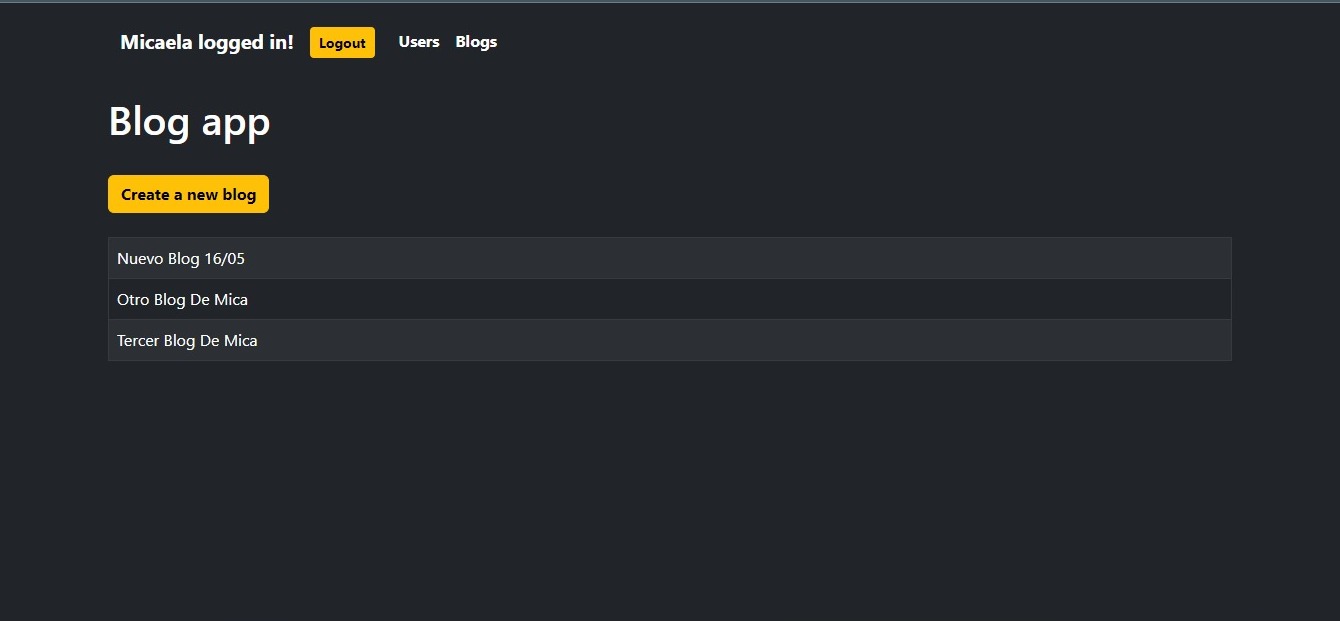 Micaela logged in! Logout Users Blogs
Blog app
Create a new blog
Nuevo Blog 16/05
Otro Blog De Mica
Tercer Blog De Mica